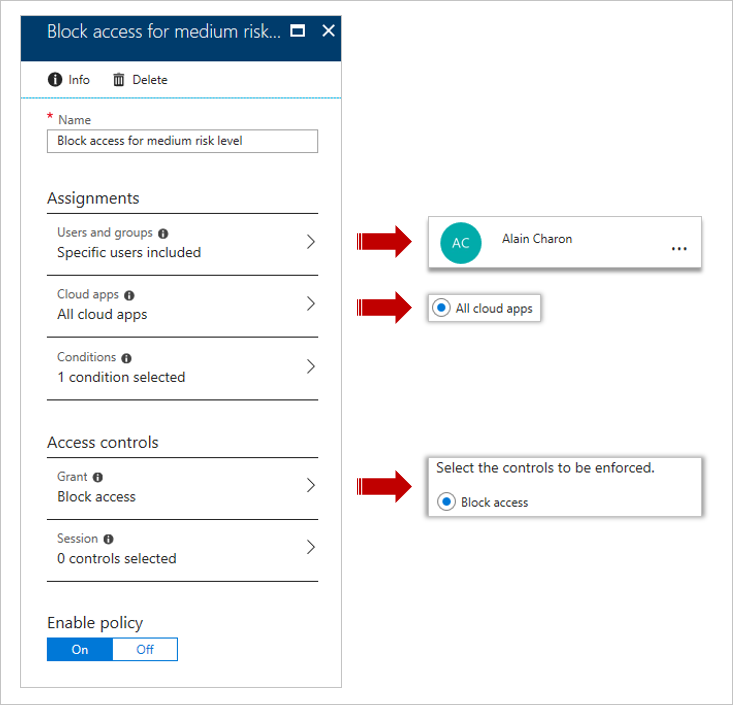 Block access for medium risk...
Info Delete
* Name
Block access for medium risk level
Assignments
Users and groups
Specific users included
AC Alain Charon ...
Cloud apps
All cloud apps
All cloud apps
Conditions
1 condition selected
Access controls
Grant
Block access
Select the controls to be enforced.
Block access
Session
0 controls selected
Enable policy
On Off